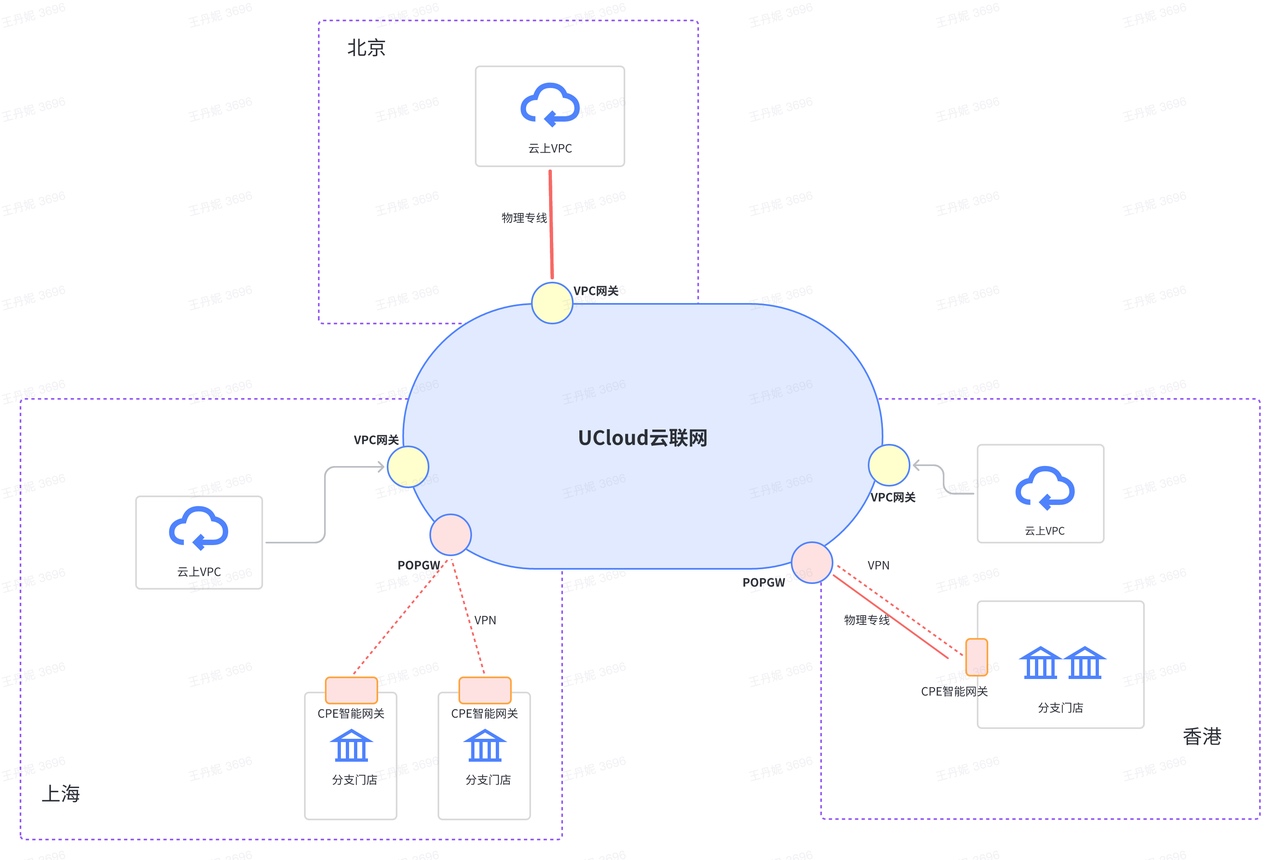 北京
云上VPC
物理专线
VPC网关
UCloud云联网
VPC网关
云上VPC
POPGW
VPN
CPE智能网关
分支门店
CPE智能网关
分支门店
上海
VPC网关
云上VPC
POPGW
VPN
物理专线
CPE智能网关
分支门店
香港
王丹妮 3696